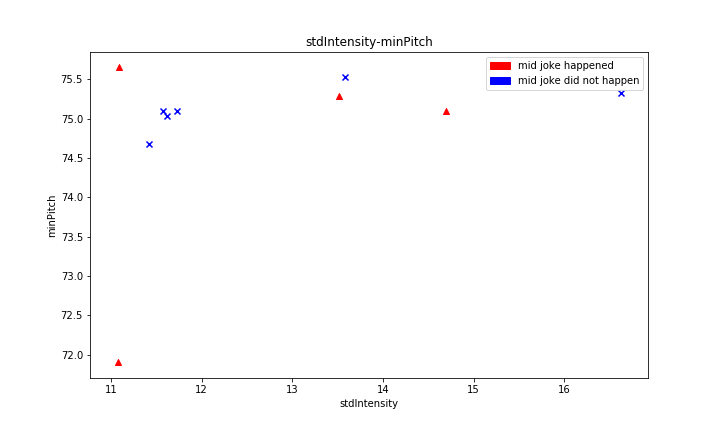 stdIntensity-minPitch
mid joke happened
mid joke did not happen
75.5
75.0
74.5
74.0
73.5
73.0
72.5
72.0
minPitch
11 12 13 14 15 16
stdIntensity